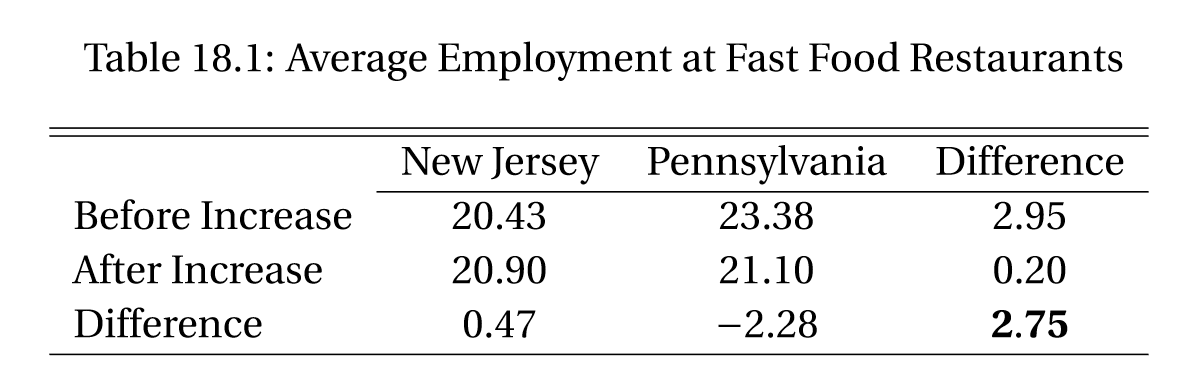 Table 18.1: Average Employment at Fast Food Restaurants
New Jersey Pennsylvania Difference
Before Increase 20.43 23.38 2.95
After Increase 20.90 21.10 0.20
Difference 0.47 −2.28 2.75